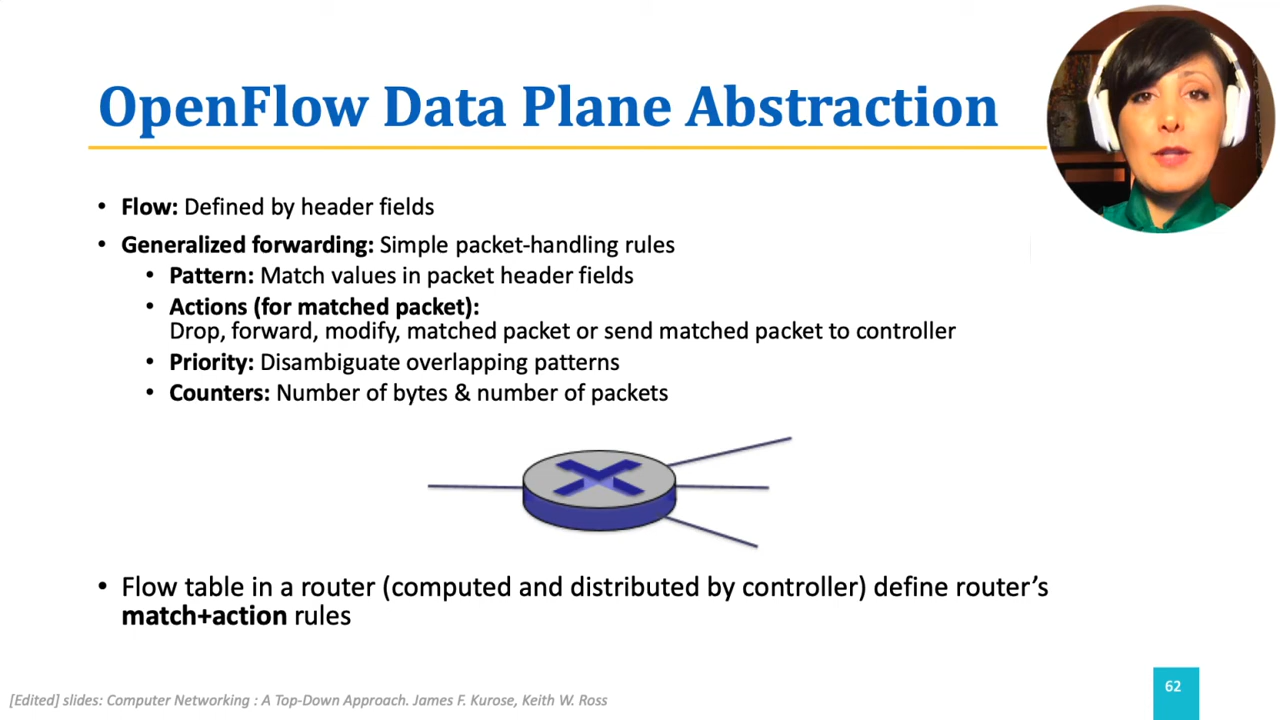 OpenFlow Data Plane Abstraction
• Flow: Defined by header fields
• Generalized forwarding: Simple packet-handling rules
• Pattern: Match values in packet header fields
• Actions (for matched packet):
Drop, forward, modify, matched packet or send matched packet to controller
• Priority: Disambiguate overlapping patterns
• Counters: Number of bytes & number of packets
• Flow table in a router (computed and distributed by controller) define router’s
match+action rules
[Edited] slides: Computer Networking : A Top-Down Approach. James F. Kurose, Keith W. Ross
62